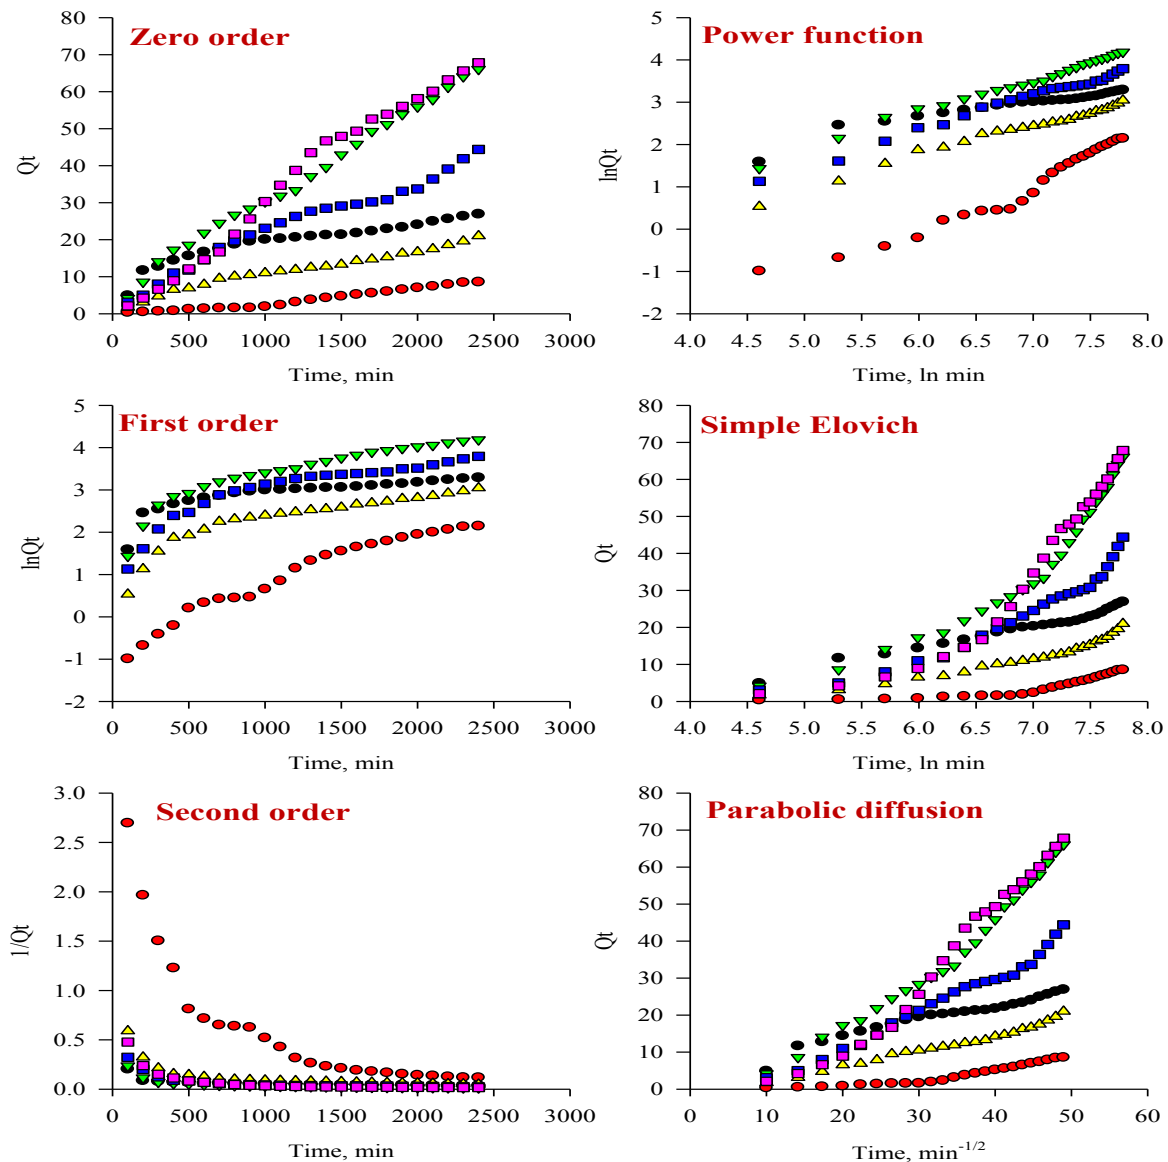 Zero order
Qt
80
70
60
50
40
30
20
10
0
0 500 1000 1500 2000 2500 3000
Time, min
Power function
lnQt
5
4
3
2
1
0
-1
-2
4.0 4.5 5.0 5.5 6.0 6.5 7.0 7.5 8.0
Time, ln min
First order
lnQt
5
4
3
2
1
0
-1
-2
0 500 1000 1500 2000 2500 3000
Time, min
Simple Elovich
Qt
80
70
60
50
40
30
20
10
0
4.0 4.5 5.0 5.5 6.0 6.5 7.0 7.5 8.0
Time, ln min
Second order
1/Qt
3.0
2.5
2.0
1.5
1.0
0.5
0.0
0 500 1000 1500 2000 2500 3000
Time, min
Parabolic diffusion
Qt
80
70
60
50
40
30
20
10
0
0 10 20 30 40 50 60
Time, min⁻¹/²